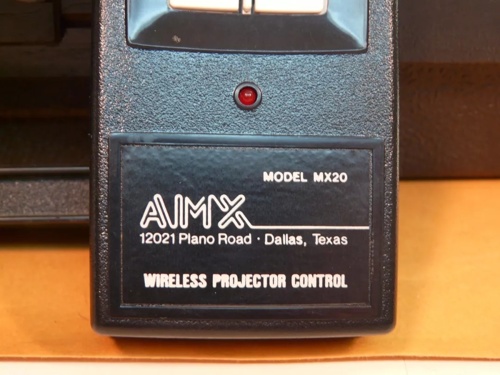 MODEL MX20
AMX
12021 Plano Road · Dallas, Texas
WIRELESS PROJECTOR CONTROL